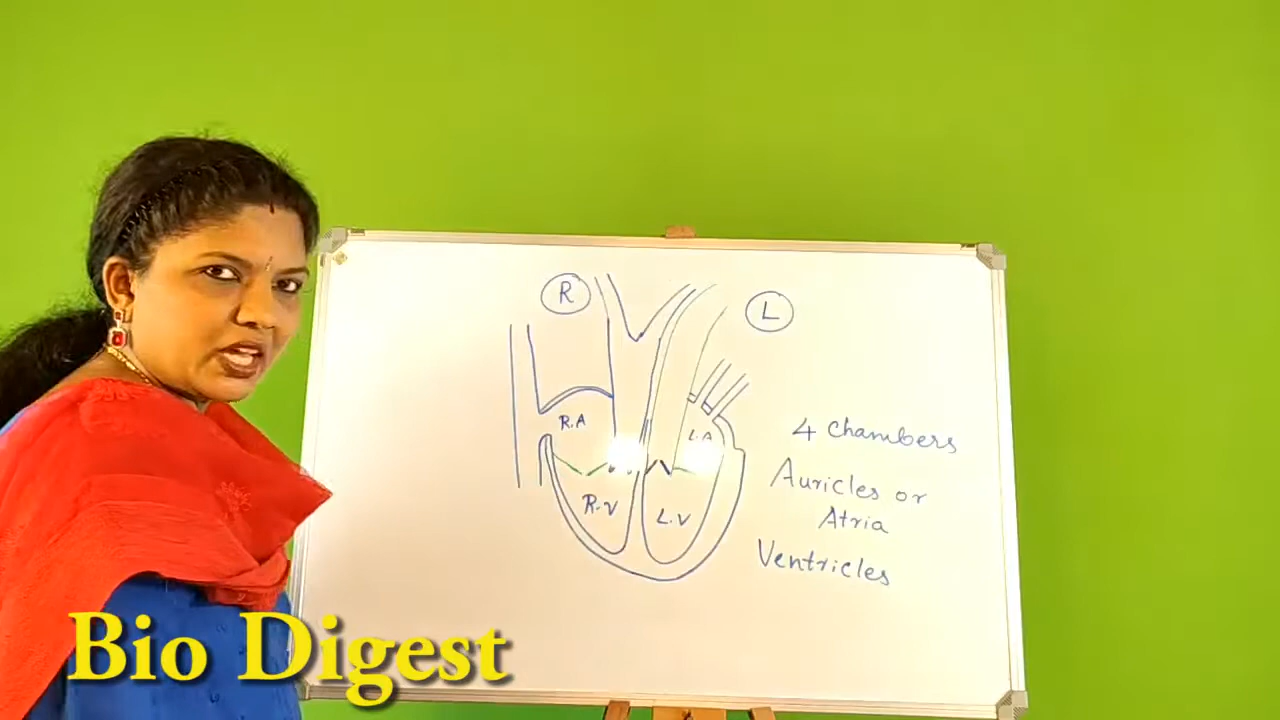 R
L
R.A
L.A
R.V
L.V
4 Chambers
Auricles or
Atria
Ventricles
Bio Digest